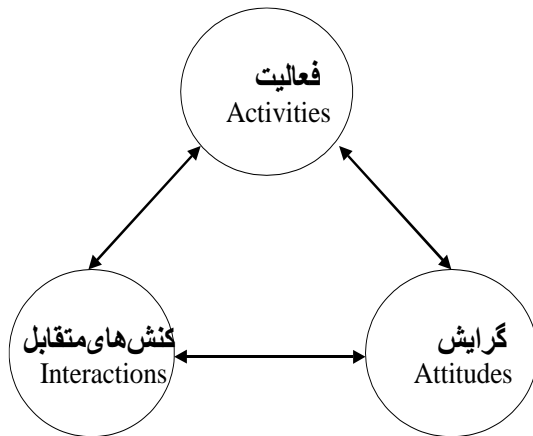 فعالیت
Activities
کنش‌های‌متقابل
Interactions
گرایش
Attitudes